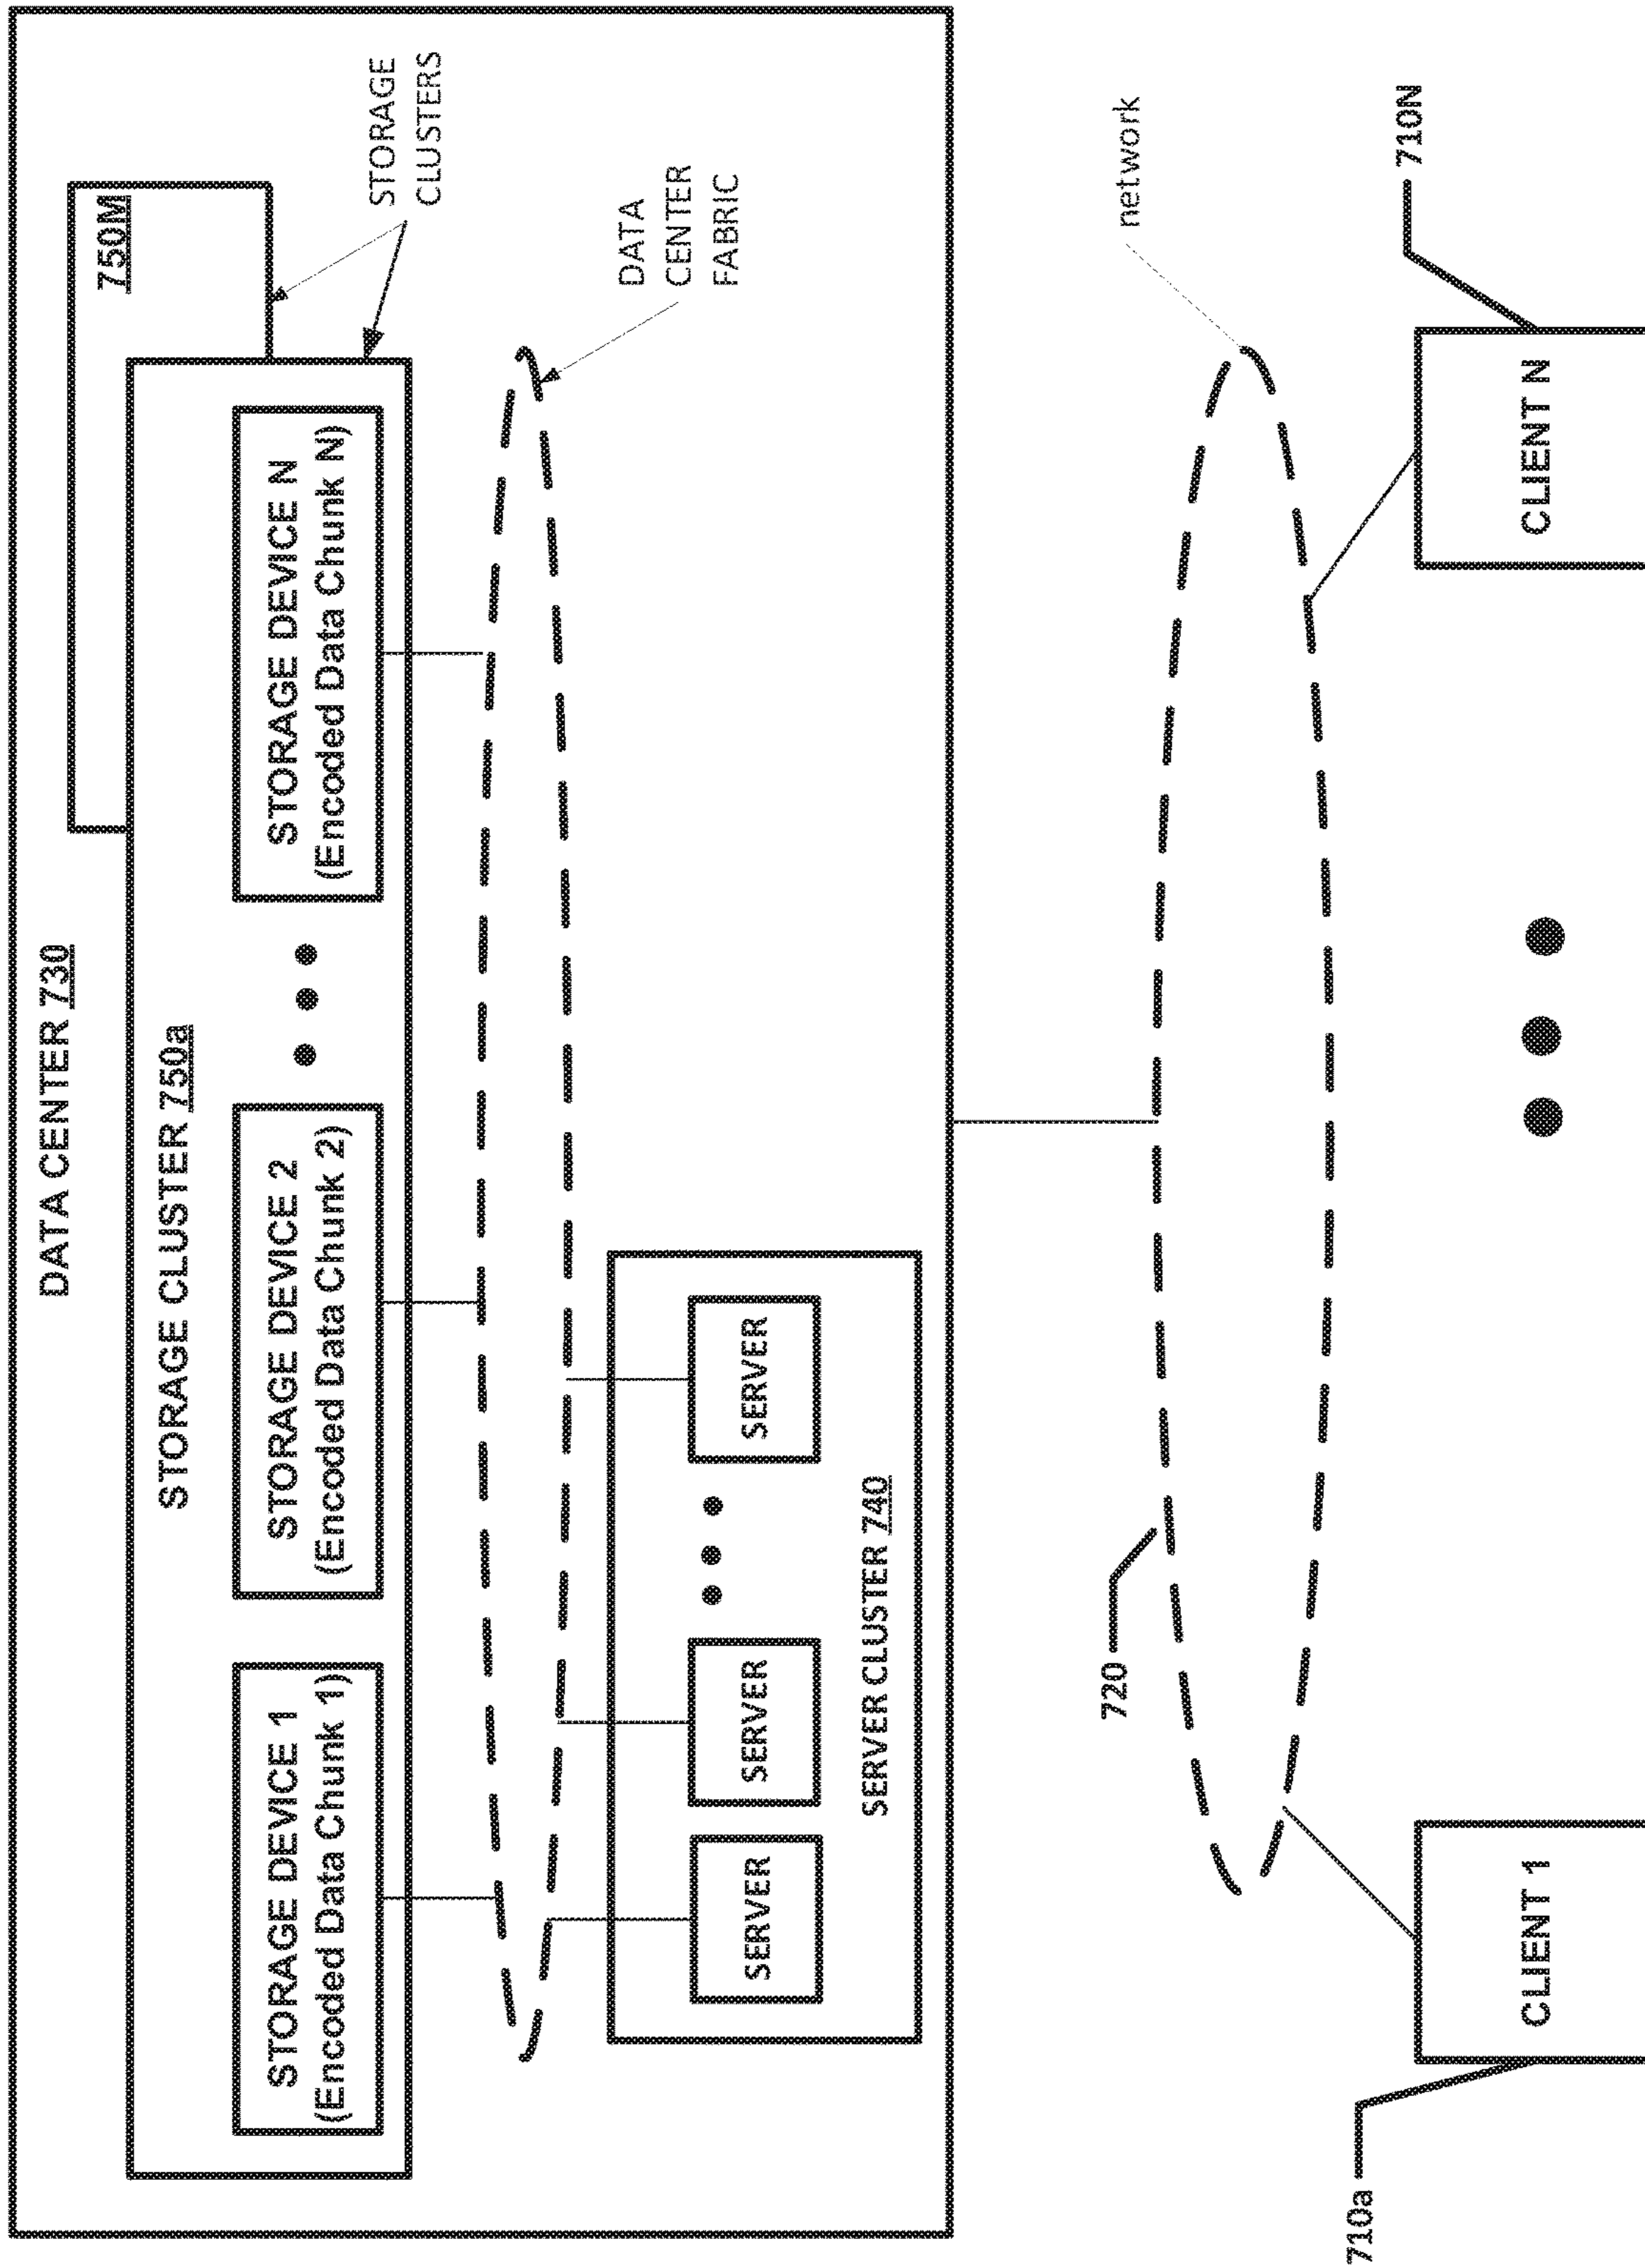 DATA CENTER 730
750M
STORAGE CLUSTER 750a
STORAGE DEVICE 1
(Encoded Data Chunk 1)
STORAGE DEVICE 2
(Encoded Data Chunk 2)
STORAGE DEVICE N
(Encoded Data Chunk N)
STORAGE
CLUSTERS
DATA
CENTER
FABRIC
SERVER
SERVER
SERVER
SERVER CLUSTER 740
720
network
710a
CLIENT 1
CLIENT N
710N